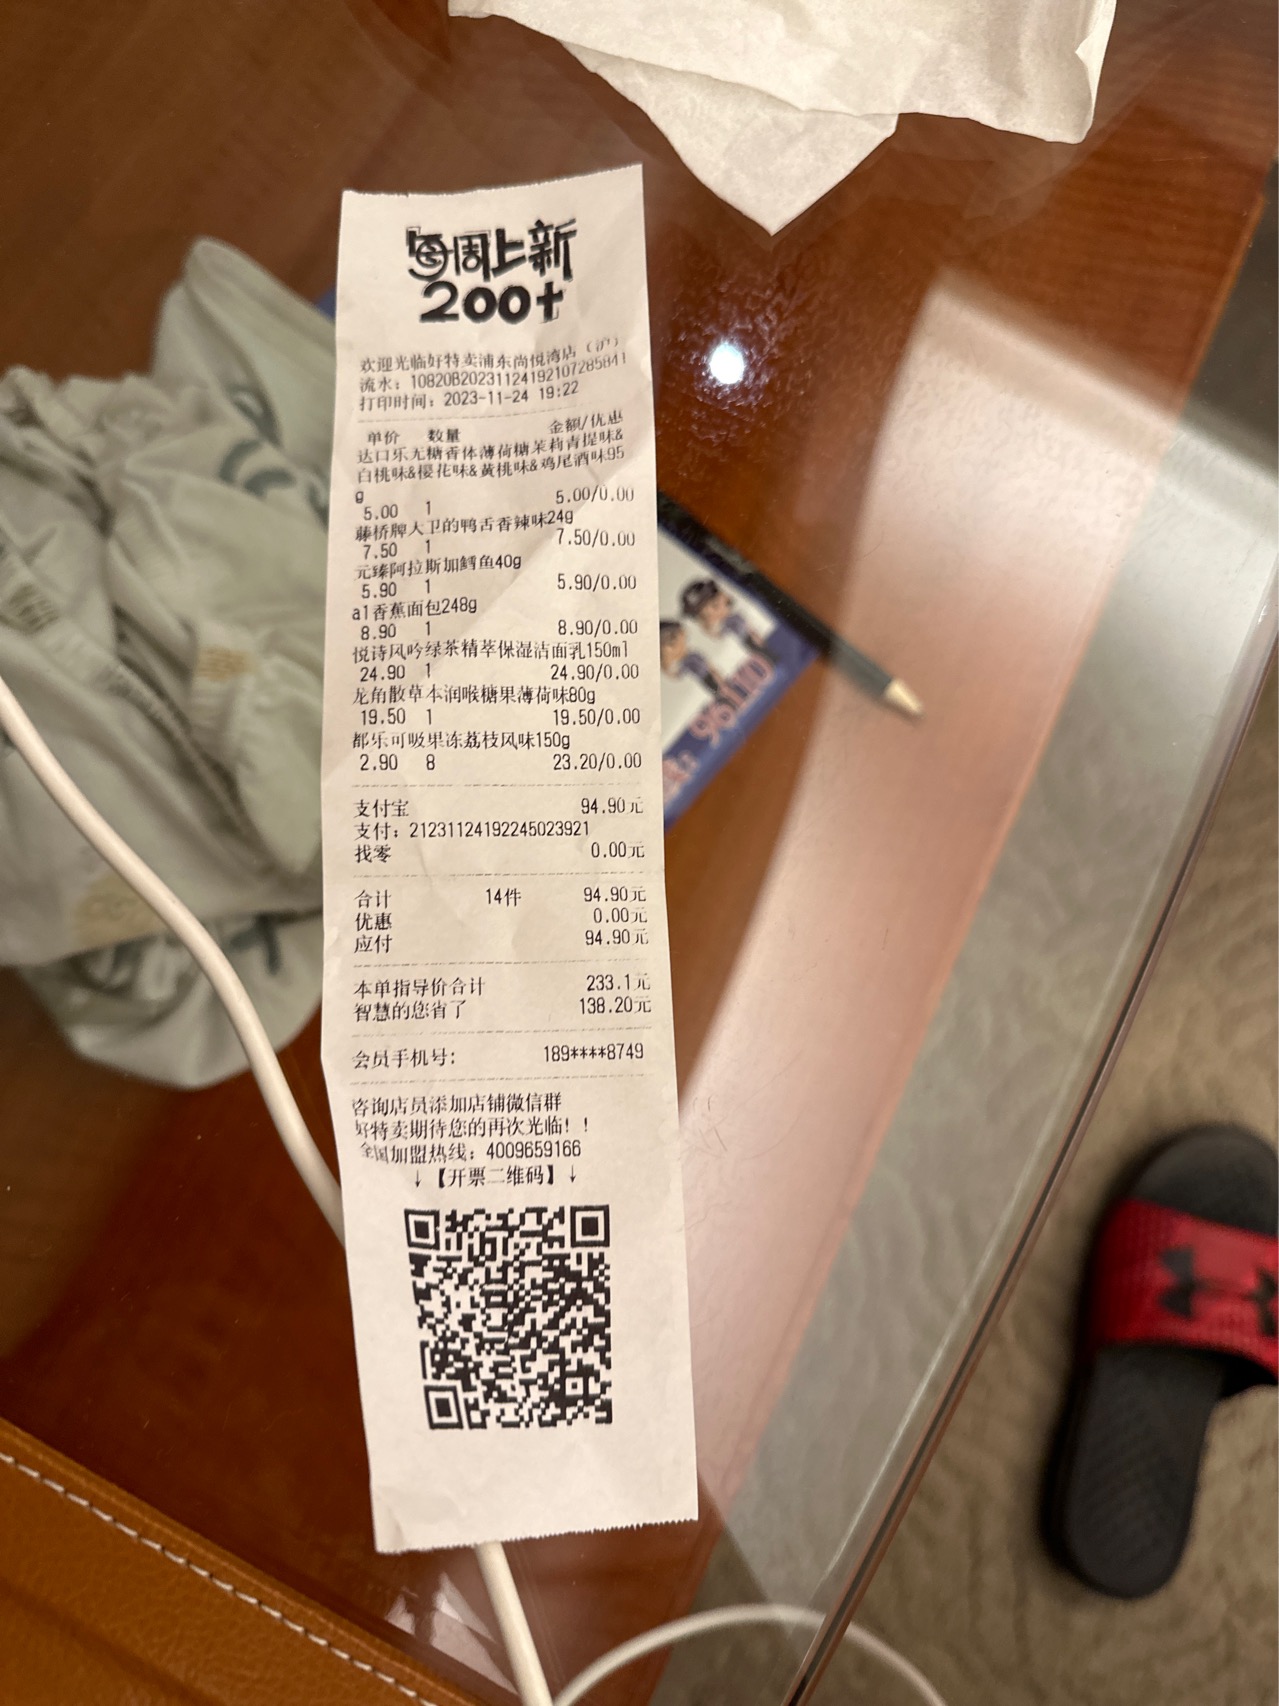 每周上新
200+
欢迎光临好特卖浦东尚悦湾店（沪）
流水：10820B20231124192107285841
打印时间：2023-11-24 19:22
单价 数量 金额/优惠
达口乐无糖香体薄荷糖茉莉青提味&
白桃味&樱花味&黄桃味&鸡尾酒味95
g
5.00 1 5.00/0.00
藤桥牌大卫的鸭舌香辣味24g
7.50 1 7.50/0.00
元臻阿拉斯加鳕鱼40g
5.90 1 5.90/0.00
a1香蕉面包248g
8.90 1 8.90/0.00
悦诗风吟绿茶精萃保湿洁面乳150ml
24.90 1 24.90/0.00
龙角散草本润喉糖果薄荷味80g
19.50 1 19.50/0.00
都乐可吸果冻荔枝风味150g
2.90 8 23.20/0.00
支付宝 94.90元
支付：21231124192245023921
找零 0.00元
合计 14件 94.90元
优惠 0.00元
应付 94.90元
本单指导价合计 233.1元
智慧的您省了 138.20元
会员手机号: 189****8749
咨询店员添加店铺微信群
好特卖期待您的再次光临！！
全国加盟热线：4009659166
↓【开票二维码】↓
96110